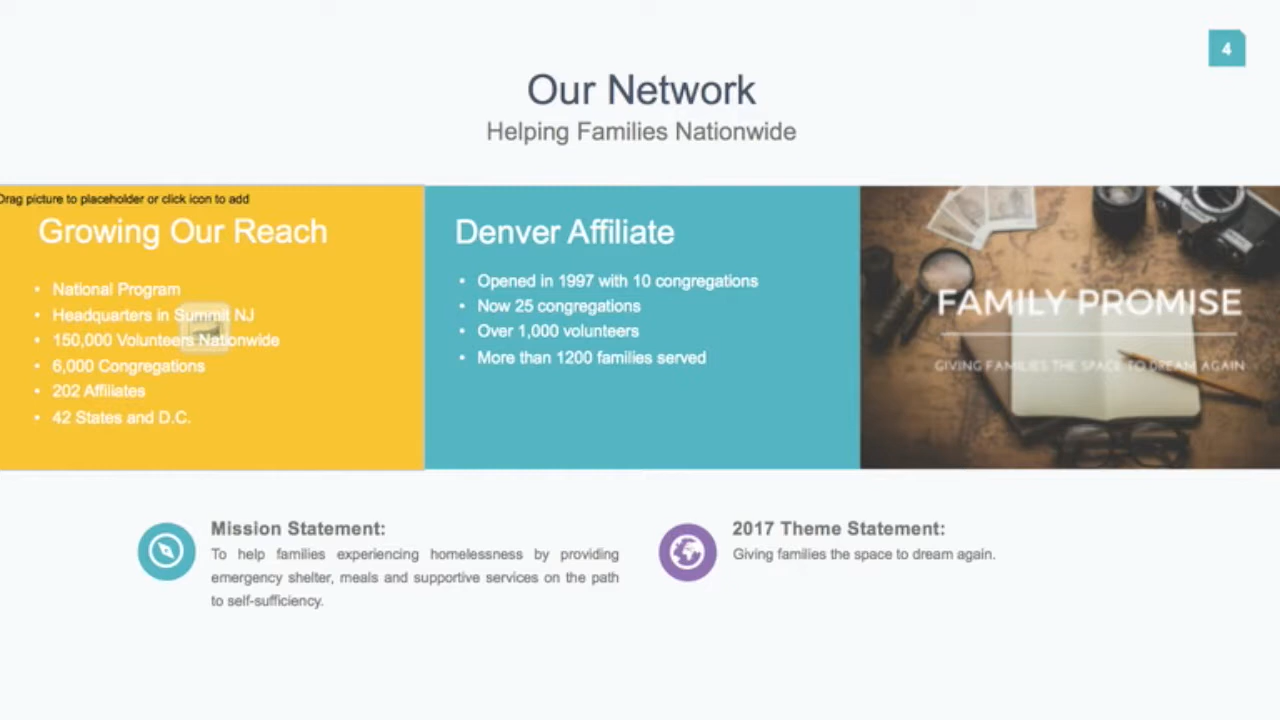 4
Our Network
Helping Families Nationwide
Drag picture to placeholder or click icon to add
Growing Our Reach
• National Program
• Headquarters in Summit NJ
• 150,000 Volunteers Nationwide
• 6,000 Congregations
• 202 Affiliates
• 42 States and D.C.
Denver Affiliate
• Opened in 1997 with 10 congregations
• Now 25 congregations
• Over 1,000 volunteers
• More than 1200 families served
FAMILY PROMISE
GIVING FAMILIES THE SPACE TO DREAM AGAIN
Mission Statement:
To help families experiencing homelessness by providing
emergency shelter, meals and supportive services on the path
to self-sufficiency.
2017 Theme Statement:
Giving families the space to dream again.